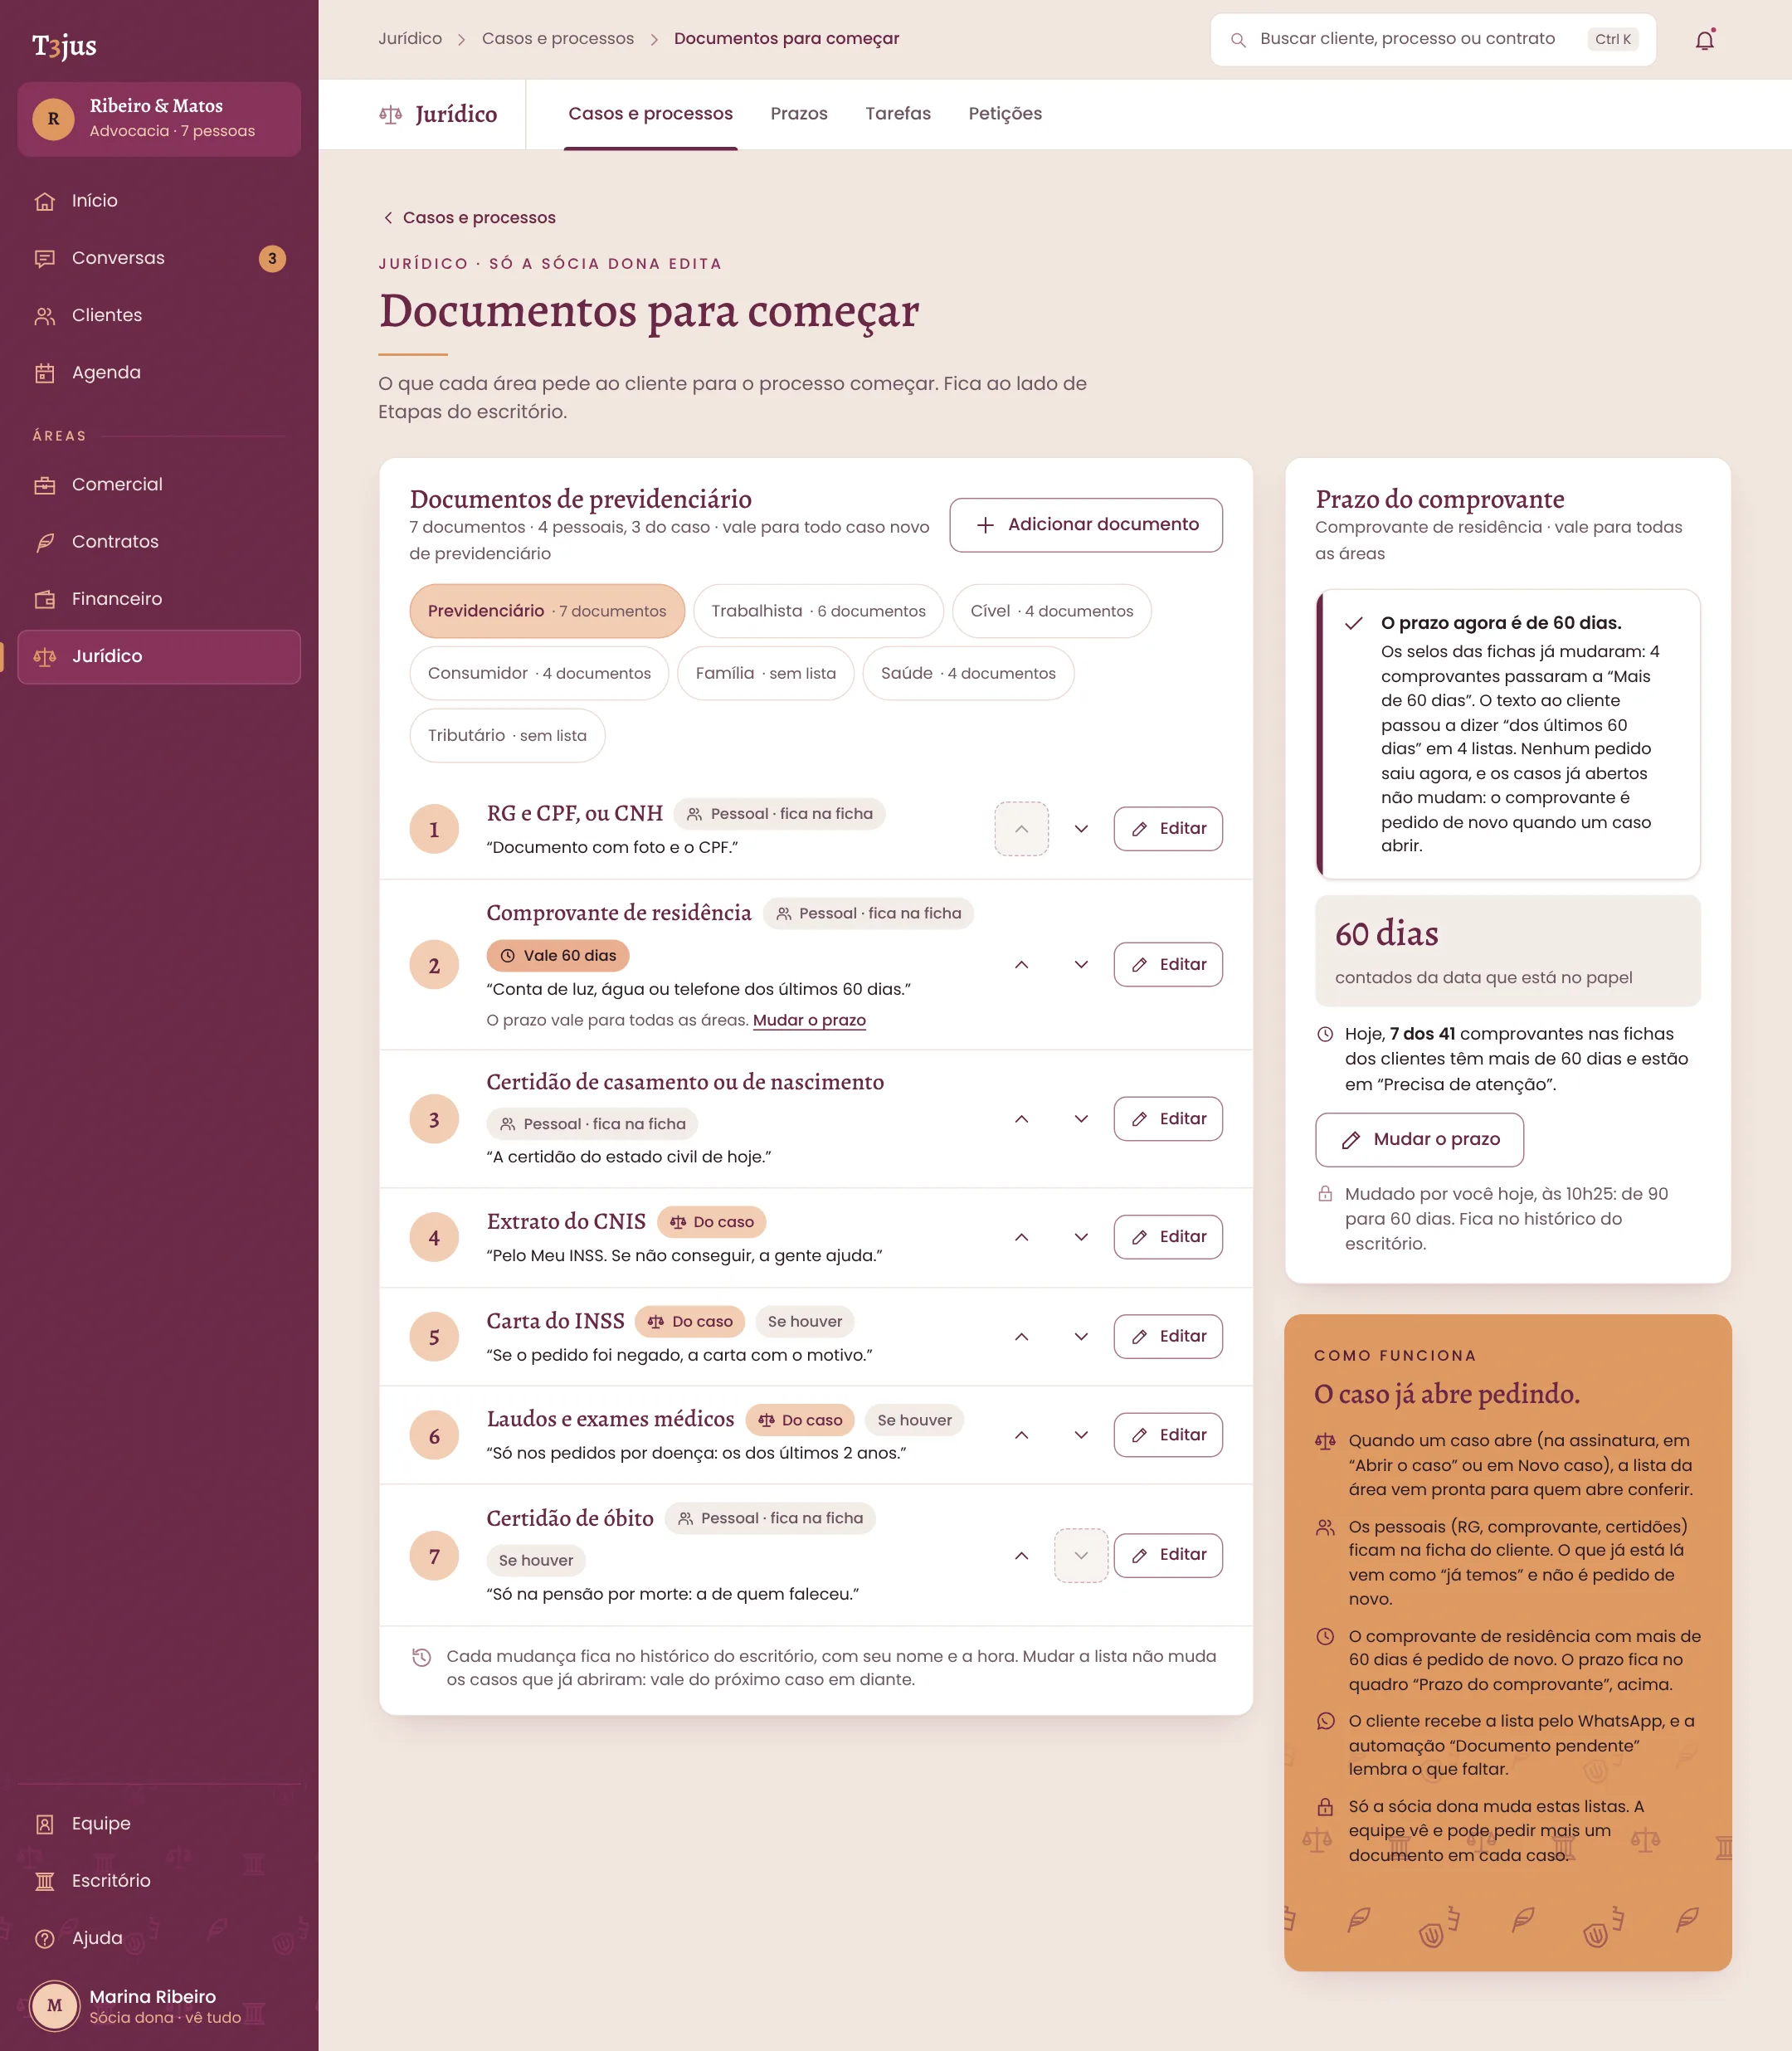 T3jus
R
Ribeiro & Matos
Advocacia · 7 pessoas
Início
Conversas
3
Clientes
Agenda
ÁREAS
Comercial
Contratos
Financeiro
Jurídico
Equipe
Escritório
Ajuda
M
Marina Ribeiro
Sócia dona · vê tudo
Jurídico
Casos e processos
Documentos para começar
Buscar cliente, processo ou contrato
Ctrl K
Jurídico
Casos e processos
Prazos
Tarefas
Petições
Casos e processos
JURÍDICO · SÓ A SÓCIA DONA EDITA
Documentos para começar
O que cada área pede ao cliente para o processo começar. Fica ao lado de
Etapas do escritório.
Documentos de previdenciário
7 documentos · 4 pessoais, 3 do caso · vale para todo caso novo
de previdenciário
Adicionar documento
Previdenciário · 7 documentos
Trabalhista · 6 documentos
Cível · 4 documentos
Consumidor · 4 documentos
Família · sem lista
Saúde · 4 documentos
Tributário · sem lista
1
RG e CPF, ou CNH
Pessoal · fica na ficha
“Documento com foto e o CPF.”
Editar
2
Comprovante de residência
Pessoal · fica na ficha
Vale 60 dias
“Conta de luz, água ou telefone dos últimos 60 dias.”
O prazo vale para todas as áreas. Mudar o prazo
Editar
3
Certidão de casamento ou de nascimento
Pessoal · fica na ficha
“A certidão do estado civil de hoje.”
Editar
4
Extrato do CNIS
Do caso
“Pelo Meu INSS. Se não conseguir, a gente ajuda.”
Editar
5
Carta do INSS
Do caso
Se houver
“Se o pedido foi negado, a carta com o motivo.”
Editar
6
Laudos e exames médicos
Do caso
Se houver
“Só nos pedidos por doença: os dos últimos 2 anos.”
Editar
7
Certidão de óbito
Pessoal · fica na ficha
Se houver
“Só na pensão por morte: a de quem faleceu.”
Editar
Cada mudança fica no histórico do escritório, com seu nome e a hora. Mudar a lista não muda
os casos que já abriram: vale do próximo caso em diante.
Prazo do comprovante
Comprovante de residência · vale para todas
as áreas
O prazo agora é de 60 dias.
Os selos das fichas já mudaram: 4
comprovantes passaram a “Mais
de 60 dias”. O texto ao cliente
passou a dizer “dos últimos 60
dias” em 4 listas. Nenhum pedido
saiu agora, e os casos já abertos
não mudam: o comprovante é
pedido de novo quando um caso
abrir.
60 dias
contados da data que está no papel
Hoje, 7 dos 41 comprovantes nas fichas
dos clientes têm mais de 60 dias e estão
em “Precisa de atenção”.
Mudar o prazo
Mudado por você hoje, às 10h25: de 90
para 60 dias. Fica no histórico do
escritório.
COMO FUNCIONA
O caso já abre pedindo.
Quando um caso abre (na assinatura, em
“Abrir o caso” ou em Novo caso), a lista da
área vem pronta para quem abre conferir.
Os pessoais (RG, comprovante, certidões)
ficam na ficha do cliente. O que já está lá
vem como “já temos” e não é pedido de
novo.
O comprovante de residência com mais de
60 dias é pedido de novo. O prazo fica no
quadro “Prazo do comprovante”, acima.
O cliente recebe a lista pelo WhatsApp, e a
automação “Documento pendente”
lembra o que faltar.
Só a sócia dona muda estas listas. A
equipe vê e pode pedir mais um
documento em cada caso.